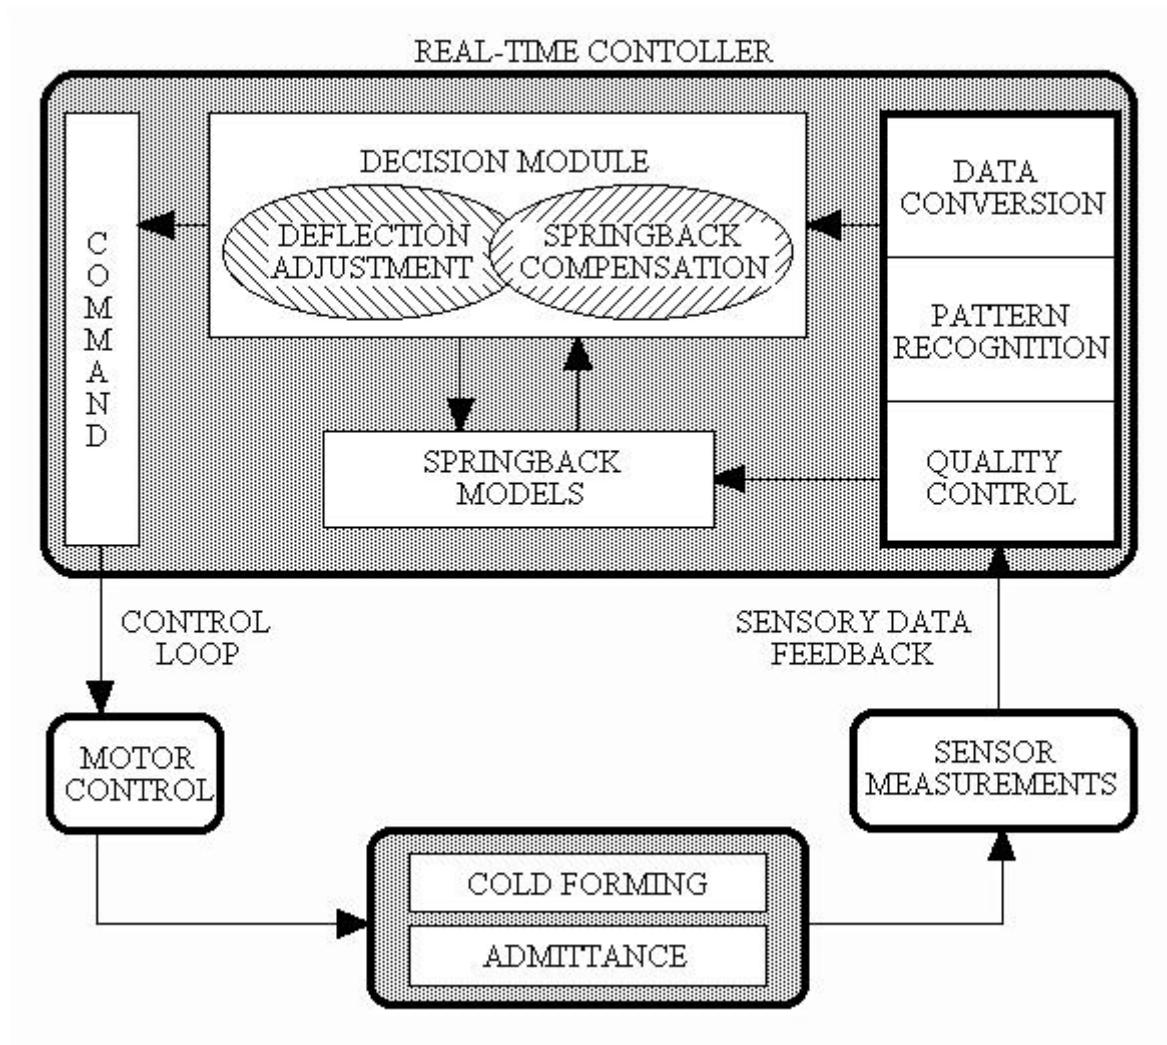 REAL-TIME CONTOLLER
DECISION MODULE
DEFLECTION
ADJUSTMENT
SPRINGBACK
COMPENSATION
DATA
CONVERSION
PATTERN
RECOGNITION
QUALITY
CONTROL
C
O
M
M
A
N
D
SPRINGBACK
MODELS
CONTROL
LOOP
SENSORY DATA
FEEDBACK
MOTOR
CONTROL
SENSOR
MEASUREMENTS
COLD FORMING
ADMITTANCE